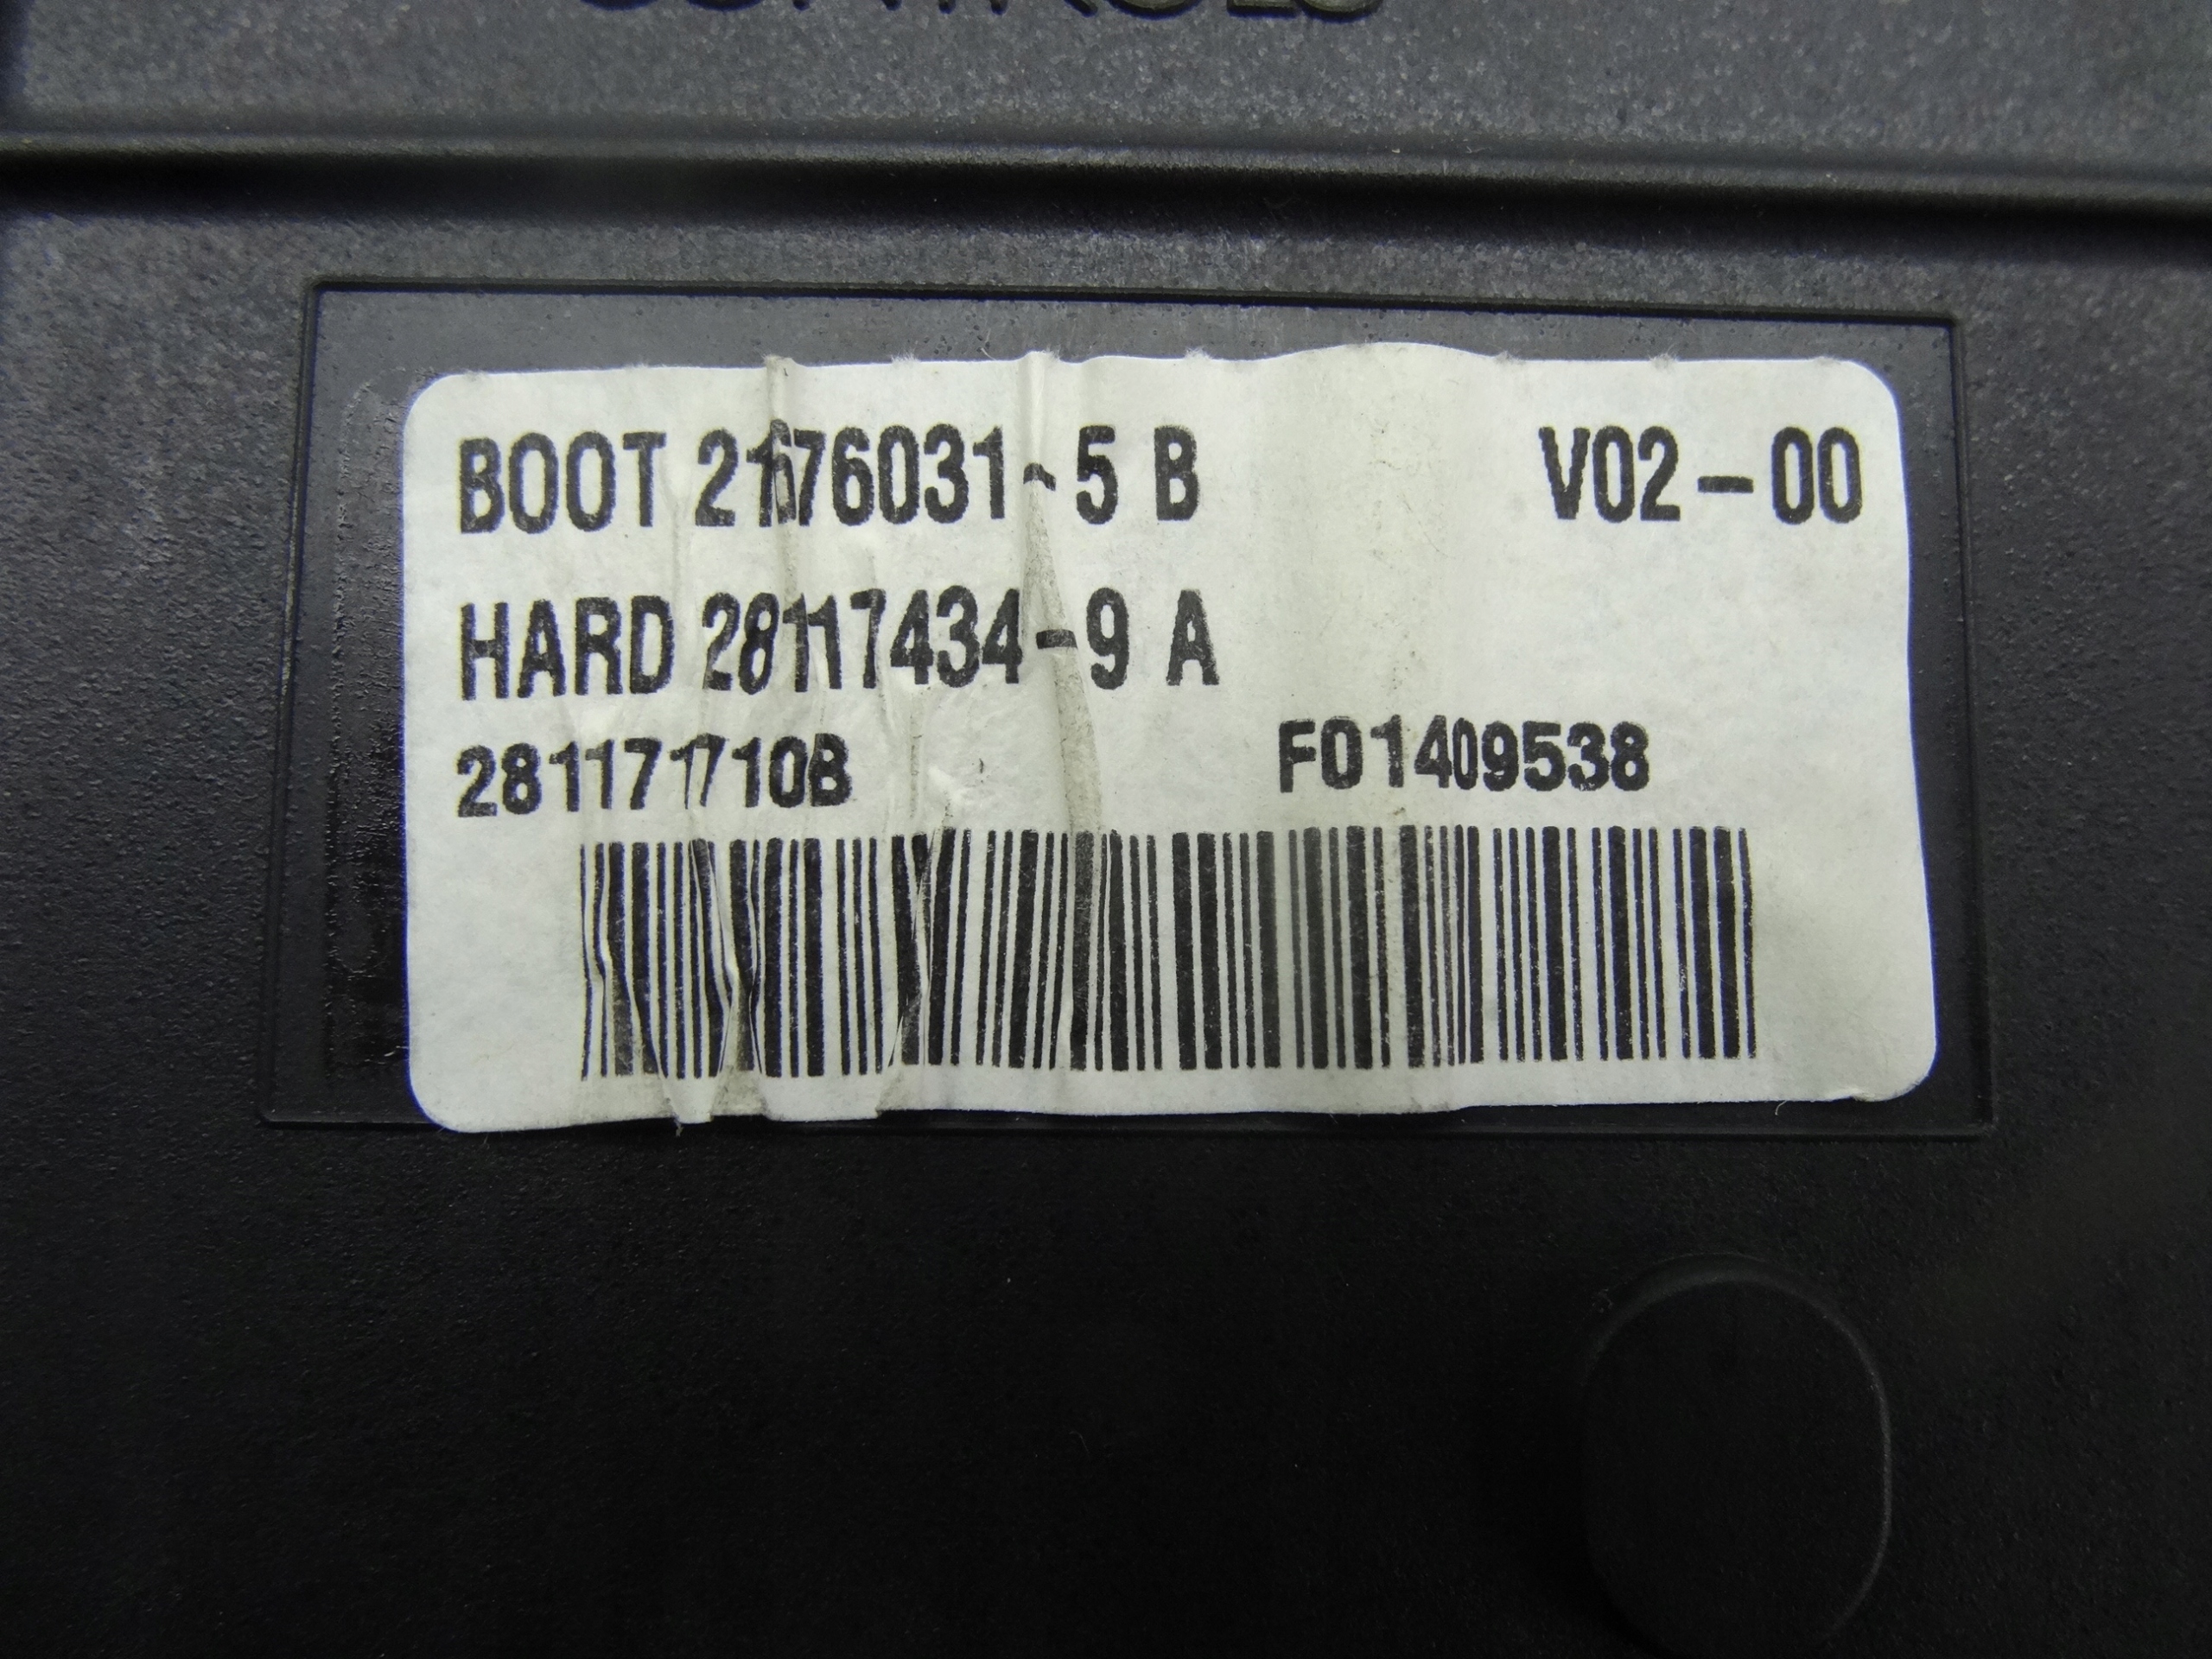 BOOT 21676031-5 B V02-00
HARD 28117434-9 A
281171710B F01409538